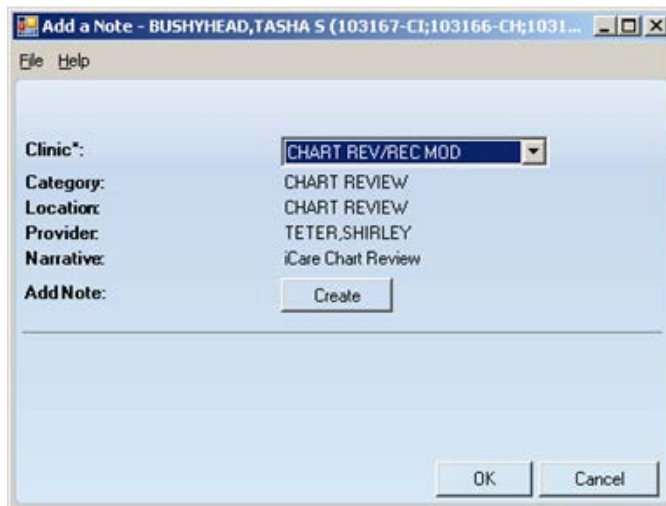 Add a Note - BUSHYHEAD,TASHA S (103167-CI;103166-CH;1031...
File Help
Clinic*: CHART REV/REC MOD
Category: CHART REVIEW
Location: CHART REVIEW
Provider: TETER,SHIRLEY
Narrative: iCare Chart Review
Add Note: Create
OK Cancel